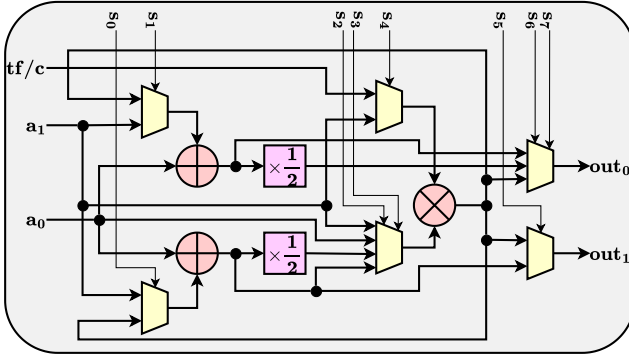 S0
S1
S2
S3
S4
S5
S6
S7
tf/c
a1
a0
× 1/2
× 1/2
out0
out1